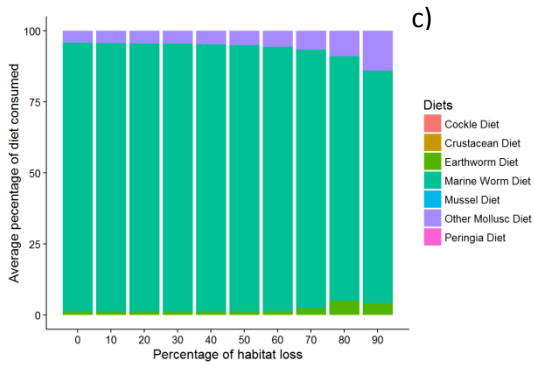 c)
100
75
50
25
0
Average pecentage of diet consumed
0 10 20 30 40 50 60 70 80 90
Percentage of habitat loss
Diets
Cockle Diet
Crustacean Diet
Earthworm Diet
Marine Worm Diet
Mussel Diet
Other Mollusc Diet
Peringia Diet